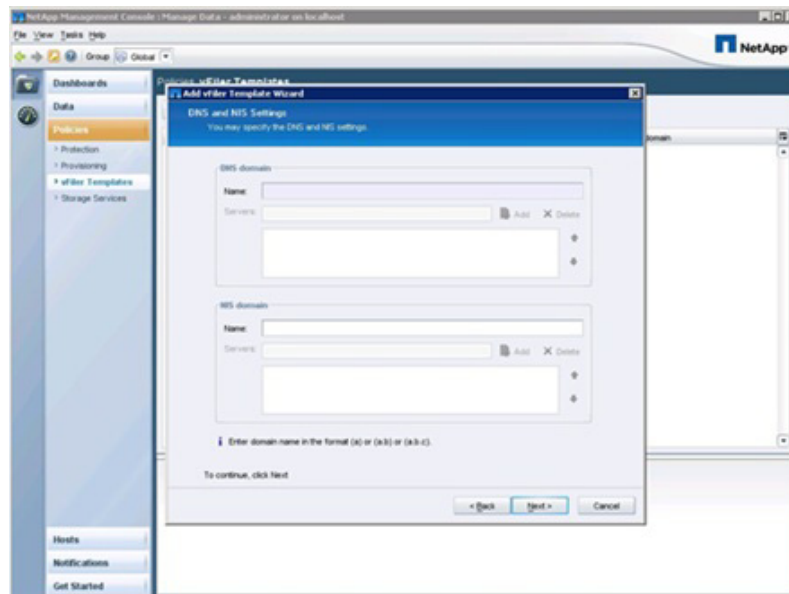 NetApp Management Console : Manage Data - administrator on localhost
File View Tasks Help
Group Global
NetApp
Dashboards
Policies vFiler Templates
Add vFiler Template Wizard
Data
DNS and NIS Settings
You may specify the DNS and NIS settings.
Policies
domain
Protection
Provisioning
vFiler Templates
Storage Services
DNS domain
Name:
Servers:
Add
Delete
NIS domain
Name:
Servers:
Add
Delete
Enter domain name in the format (a) or (a.b) or (a.b.c).
To continue, click Next
< Back
Next >
Cancel
Hosts
Notifications
Get Started